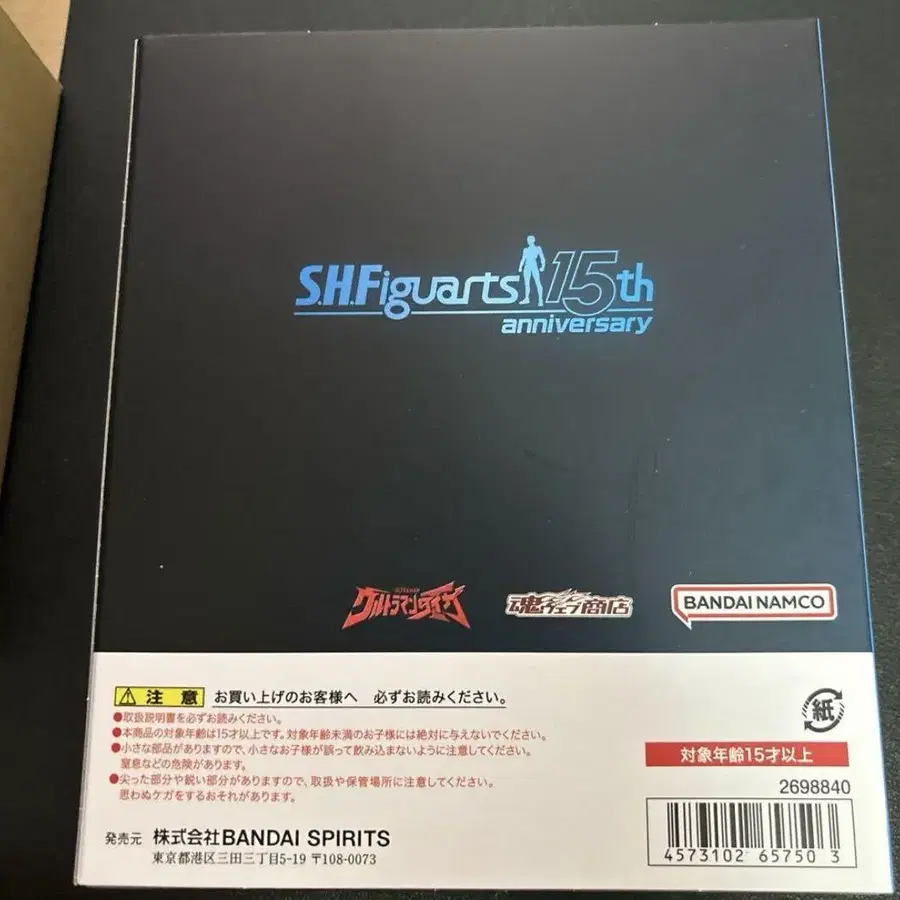 S.H.Figuarts 15th
anniversary
ウルトラマンダイナ
魂ウェブ商店
BANDAI NAMCO
注意 お買い上げのお客様へ 必ずお読みください。
●取扱説明書を必ずお読みください。
●本商品の対象年齢は15才以上です。対象年齢未満のお子様には絶対に与えないでください。
●小さな部品がありますので、小さなお子様が誤って飲み込まないように注意してください。
窒息などの危険があります。
●尖った部分や鋭い部分がありますので、取扱や保管場所に注意してください。
思わぬケガをするおそれがあります。
紙
対象年齢15才以上
2698840
4573102 65750 3
発売元 株式会社BANDAI SPIRITS
東京都港区三田三丁目5-19 〒108-0073